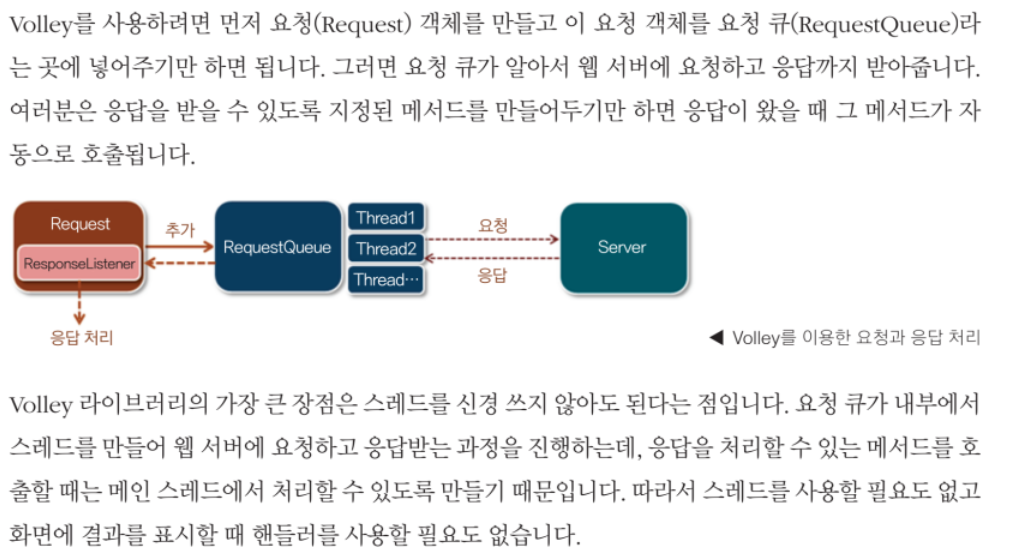 Volley를 사용하려면 먼저 요청(Request) 객체를 만들고 이 요청 객체를 요청 큐(RequestQueue)라
는 곳에 넣어주기만 하면 됩니다. 그러면 요청 큐가 알아서 웹 서버에 요청하고 응답까지 받아줍니다.
여러분은 응답을 받을 수 있도록 지정된 메서드를 만들어두기만 하면 응답이 왔을 때 그 메서드가 자
동으로 호출됩니다.
Request
ResponseListener
추가
RequestQueue
Thread1
Thread2
Thread…
요청
응답
Server
응답 처리
◀ Volley를 이용한 요청과 응답 처리
Volley 라이브러리의 가장 큰 장점은 스레드를 신경 쓰지 않아도 된다는 점입니다. 요청 큐가 내부에서
스레드를 만들어 웹 서버에 요청하고 응답받는 과정을 진행하는데, 응답을 처리할 수 있는 메서드를 호
출할 때는 메인 스레드에서 처리할 수 있도록 만들기 때문입니다. 따라서 스레드를 사용할 필요도 없고
화면에 결과를 표시할 때 핸들러를 사용할 필요도 없습니다.